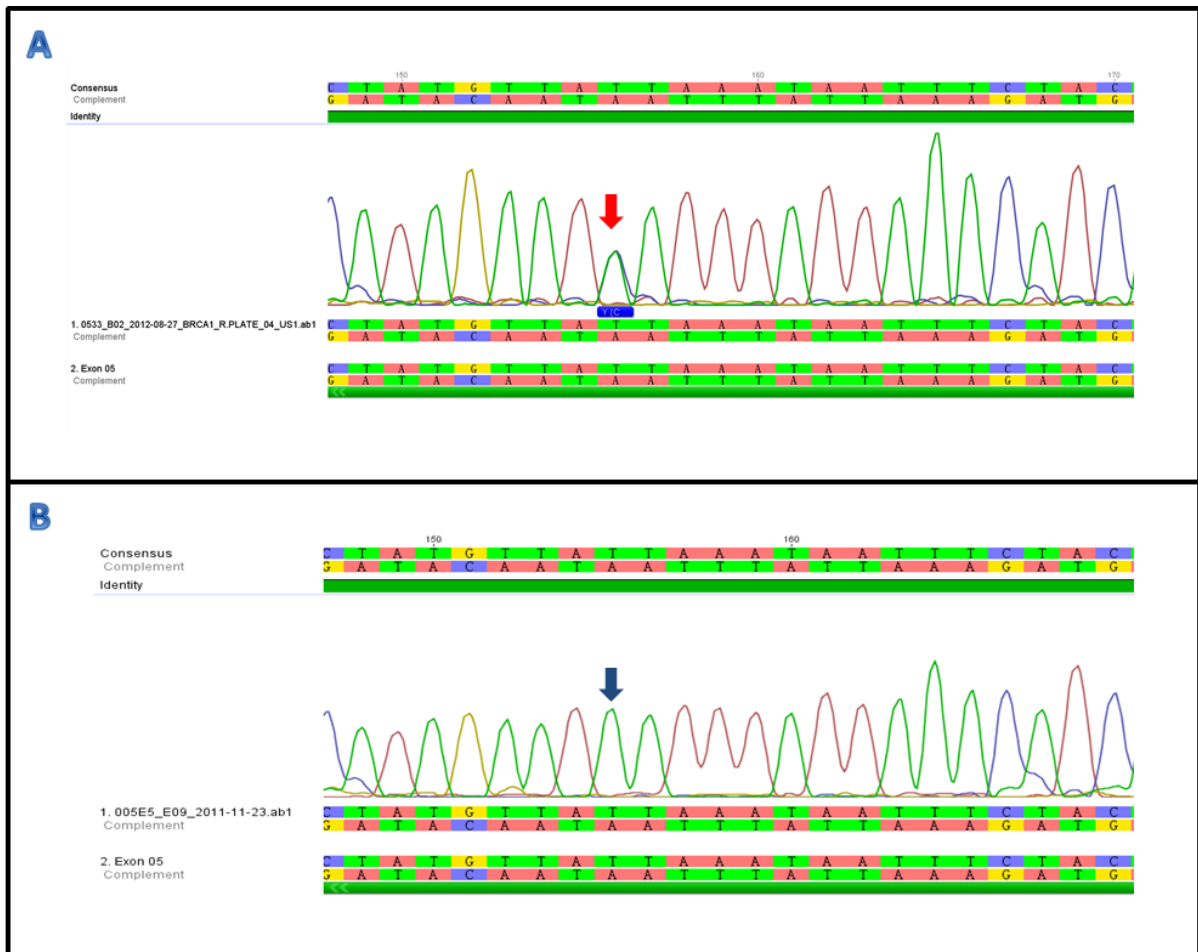 A
150 160 170
Consensus C T A T G T T A T T A A A T A A T T T C T A C
Complement G A T A C A A T A A T T T A T T A A A G A T G
Identity
Y|C
1. 0533_B02_2012-08-27_BRCA1_R.PLATE_04_US1.ab1 C T A T G T T A T T A A A T A A T T T C T A C
Complement G A T A C A A T A A T T T A T T A A A G A T G
2. Exon 05 C T A T G T T A T T A A A T A A T T T C T A C
Complement G A T A C A A T A A T T T A T T A A A G A T G
B
150 160
Consensus C T A T G T T A T T A A A T A A T T T C T A C
Complement G A T A C A A T A A T T T A T T A A A G A T G
Identity
1. 005E5_E09_2011-11-23.ab1 C T A T G T T A T T A A A T A A T T T C T A C
Complement G A T A C A A T A A T T T A T T A A A G A T G
2. Exon 05 C T A T G T T A T T A A A T A A T T T C T A C
Complement G A T A C A A T A A T T T A T T A A A G A T G